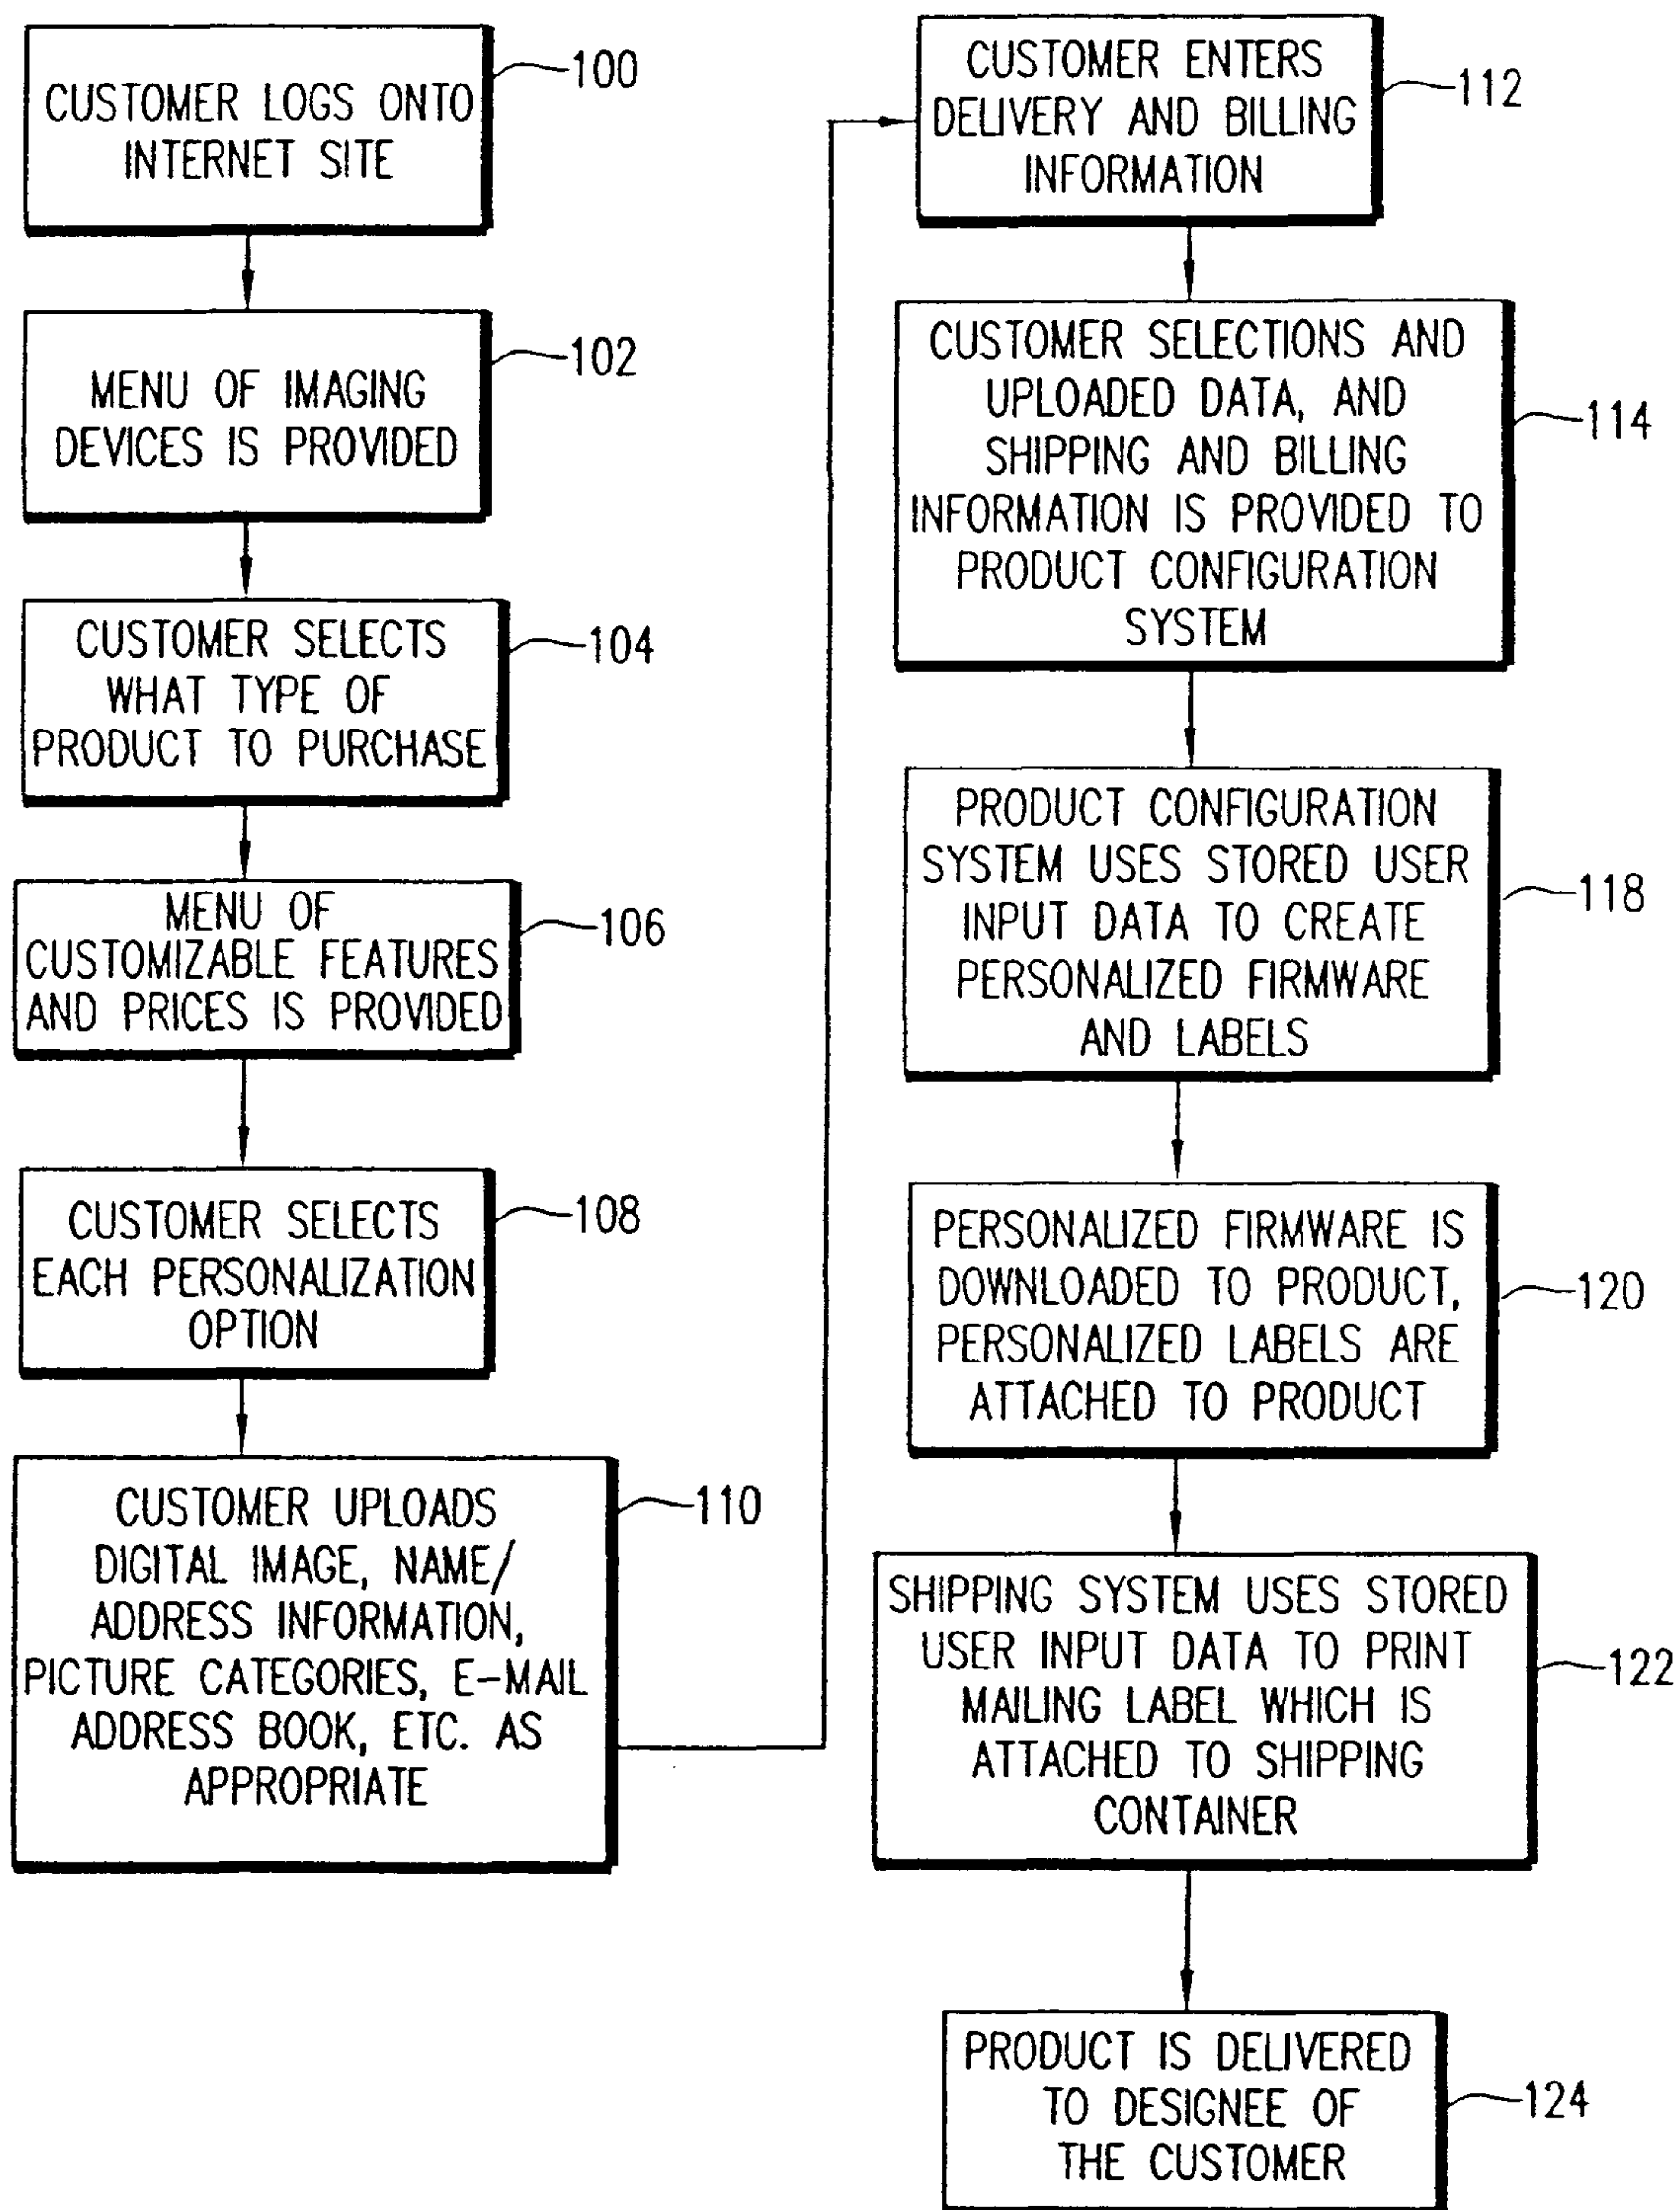 CUSTOMER LOGS ONTO
INTERNET SITE
100
MENU OF IMAGING
DEVICES IS PROVIDED
102
CUSTOMER SELECTS
WHAT TYPE OF
PRODUCT TO PURCHASE
104
MENU OF
CUSTOMIZABLE FEATURES
AND PRICES IS PROVIDED
106
CUSTOMER SELECTS
EACH PERSONALIZATION
OPTION
108
CUSTOMER UPLOADS
DIGITAL IMAGE, NAME/
ADDRESS INFORMATION,
PICTURE CATEGORIES, E-MAIL
ADDRESS BOOK, ETC. AS
APPROPRIATE
110
CUSTOMER ENTERS
DELIVERY AND BILLING
INFORMATION
112
CUSTOMER SELECTIONS AND
UPLOADED DATA, AND
SHIPPING AND BILLING
INFORMATION IS PROVIDED TO
PRODUCT CONFIGURATION
SYSTEM
114
PRODUCT CONFIGURATION
SYSTEM USES STORED USER
INPUT DATA TO CREATE
PERSONALIZED FIRMWARE
AND LABELS
118
PERSONALIZED FIRMWARE IS
DOWNLOADED TO PRODUCT,
PERSONALIZED LABELS ARE
ATTACHED TO PRODUCT
120
SHIPPING SYSTEM USES STORED
USER INPUT DATA TO PRINT
MAILING LABEL WHICH IS
ATTACHED TO SHIPPING
CONTAINER
122
PRODUCT IS DELIVERED
TO DESIGNEE OF
THE CUSTOMER
124